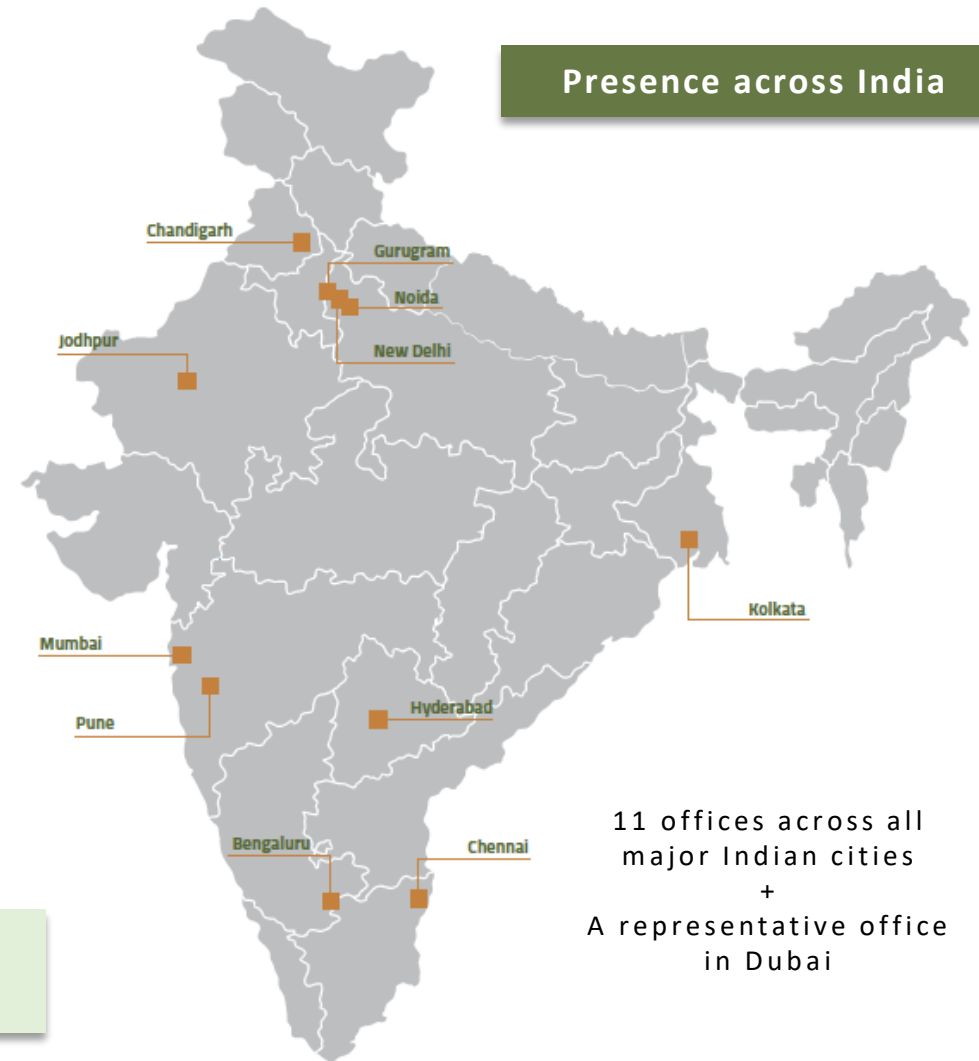 Presence across India
Chandigarh
Gurugram
Noida
Jodhpur
New Delhi
Kolkata
Mumbai
Hyderabad
Pune
Bengaluru
Chennai
11 offices across all
major Indian cities
+
A representative office
in Dubai